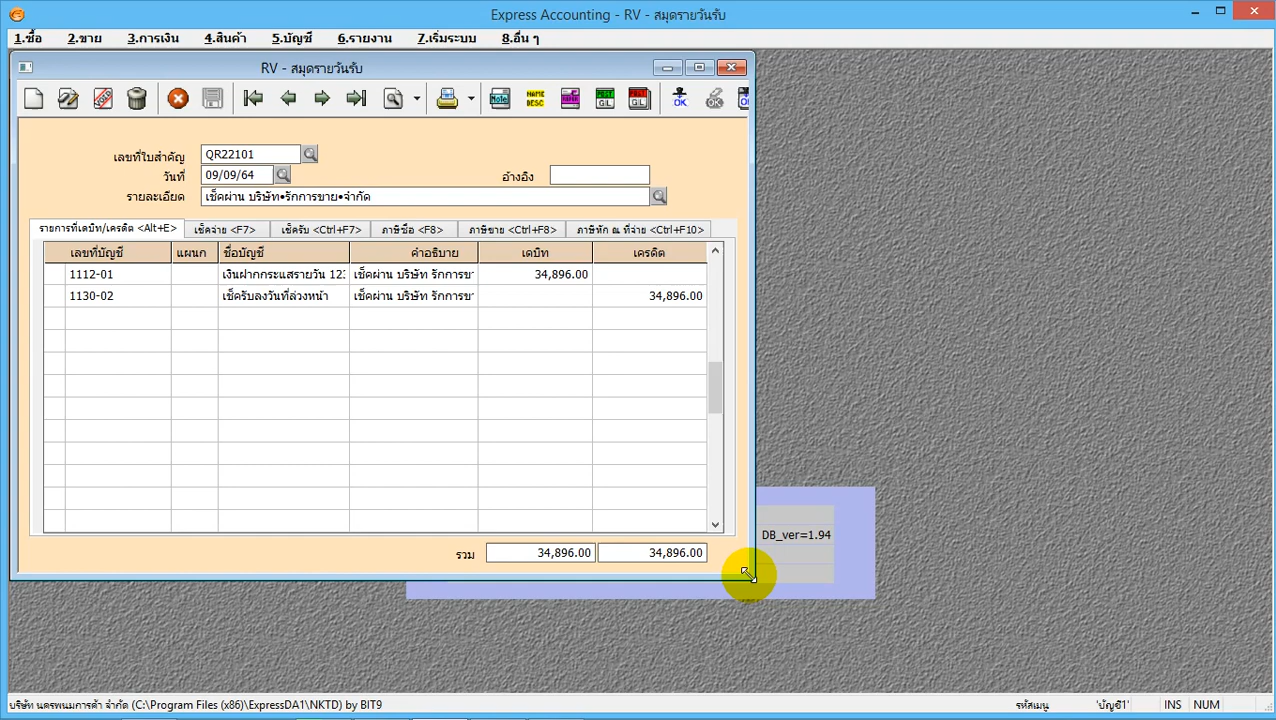 Express Accounting - RV - สมุดรายวันรับ
1.ซื้อ 2.ขาย 3.การเงิน 4.สินค้า 5.บัญชี 6.รายงาน 7.เริ่มระบบ 8.อื่น ๆ
RV - สมุดรายวันรับ
Note NAME DESC POST G/L POST G/L OK OK
เลขที่ใบสำคัญ QR22101
วันที่ 09/09/64 อ้างอิง
รายละเอียด เช็คผ่าน บริษัท•รักการขาย•จำกัด
รายการที่เดบิท/เครดิต <Alt+E> เช็คจ่าย <F7> เช็ครับ <Ctrl+F7> ภาษีซื้อ <F8> ภาษีขาย <Ctrl+F8> ภาษีหัก ณ ที่จ่าย <Ctrl+F10>
เลขที่บัญชี แผนก ชื่อบัญชี คำอธิบาย เดบิท เครดิต
1112-01 เงินฝากกระแสรายวัน 12 เช็คผ่าน บริษัท รักการข 34,896.00
1130-02 เช็ครับลงวันที่ล่วงหน้า เช็คผ่าน บริษัท รักการข 34,896.00
DB_ver=1.94
รวม 34,896.00 34,896.00
บริษัท นครพนมการค้า จำกัด (C:\Program Files (x86)\ExpressDA1\NKTD) by BIT9 รหัสเมนู 'บัญชี1' INS NUM